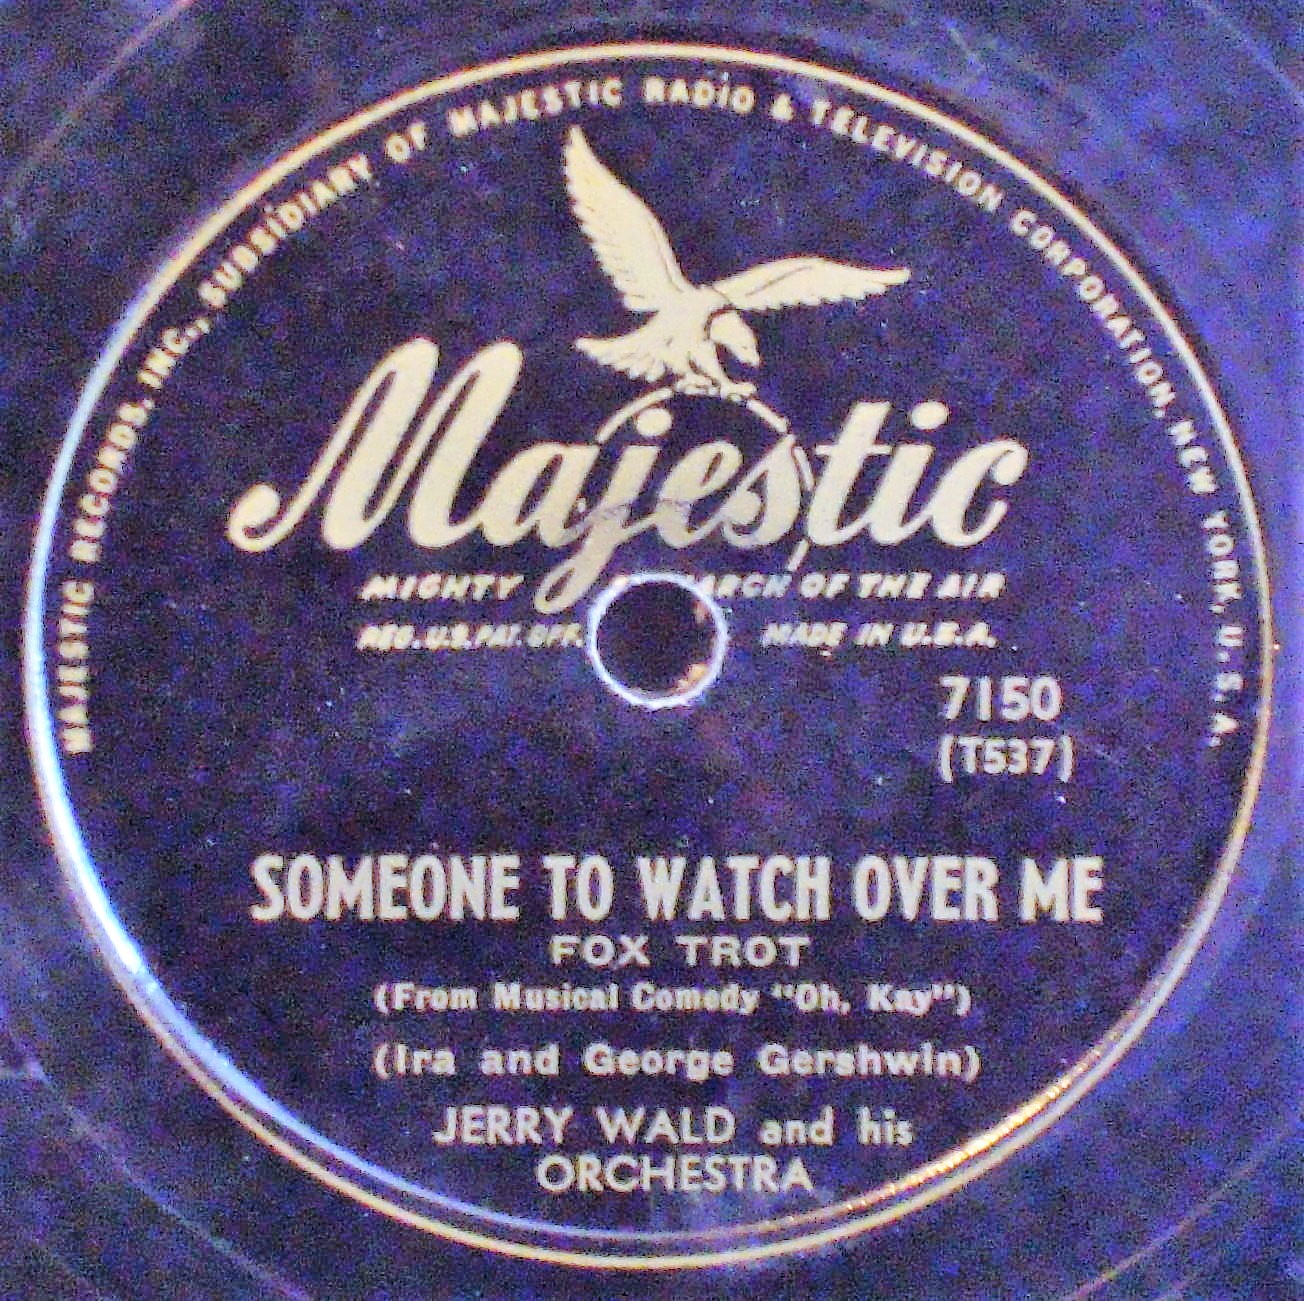 MAJESTIC RECORDS, INC., SUBSIDIARY OF MAJESTIC RADIO & TELEVISION CORPORATION, NEW YORK, U.S.A.
Majestic
MIGHTY ARCH OF THE AIR
REG. U.S. PAT. OFF. MADE IN U.S.A.
7150
(T537)
SOMEONE TO WATCH OVER ME
FOX TROT
(From Musical Comedy "Oh, Kay")
(Ira and George Gershwin)
JERRY WALD and his
ORCHESTRA